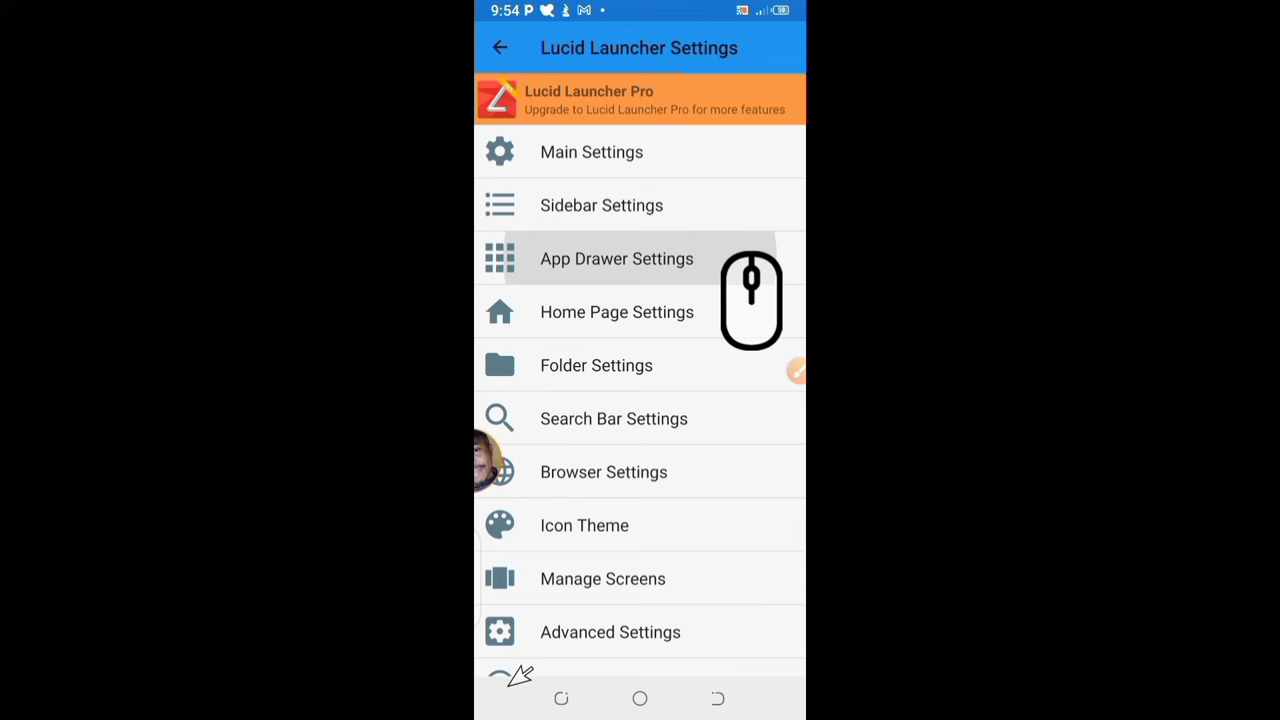 9:54 P 59
Lucid Launcher Settings
Lucid Launcher Pro
Upgrade to Lucid Launcher Pro for more features
Main Settings
Sidebar Settings
App Drawer Settings
Home Page Settings
Folder Settings
Search Bar Settings
Browser Settings
Icon Theme
Manage Screens
Advanced Settings